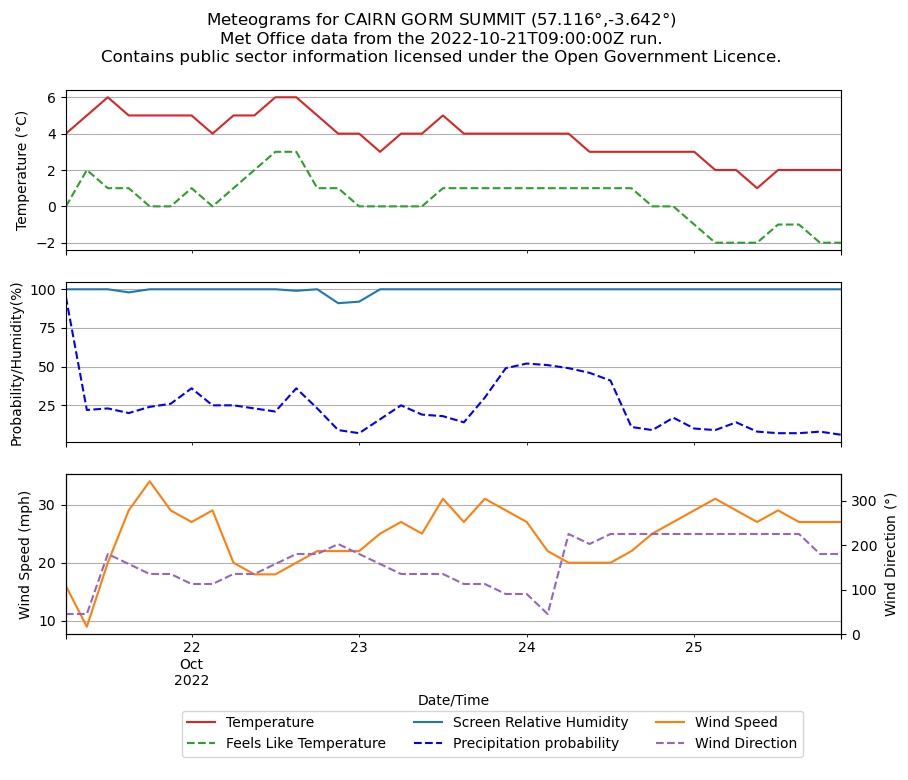 Meteograms for CAIRN GORM SUMMIT (57.116°,-3.642°)
Met Office data from the 2022-10-21T09:00:00Z run.
Contains public sector information licensed under the Open Government Licence.
Temperature (°C)
6
4
2
0
−2
Probability/Humidity(%)
100
75
50
25
Wind Speed (mph)
30
20
10
Wind Direction (°)
300
200
100
0
22
Oct
2022
23
24
25
Date/Time
Temperature
Feels Like Temperature
Screen Relative Humidity
Precipitation probability
Wind Speed
Wind Direction